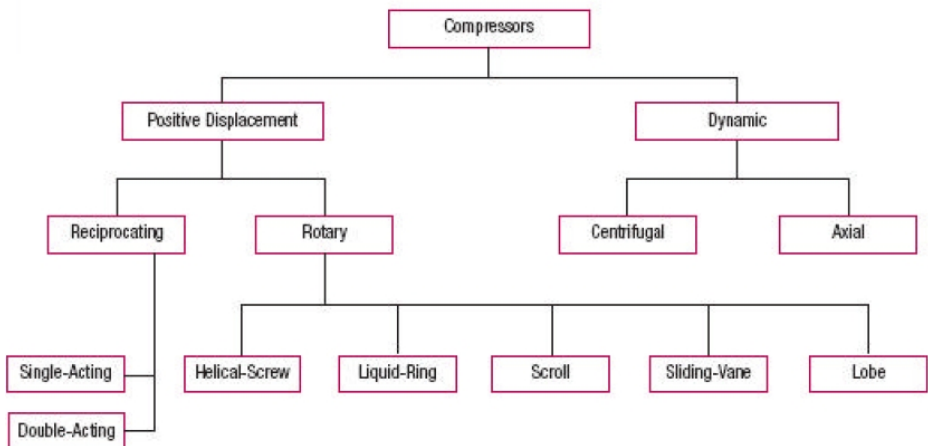 Compressors
Positive Displacement
Dynamic
Reciprocating
Rotary
Centrifugal
Axial
Single-Acting
Helical-Screw
Liquid-Ring
Scroll
Sliding-Vane
Lobe
Double-Acting